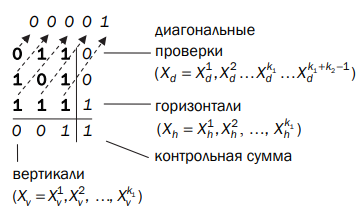 0 0 0 0 1
диагональные
проверки
0 1 1 0
(X_d = X_d^1, X_d^2 … X_d^{k_1} … X_d^{k_1+k_2−1})
1 0 1 0
горизонтали
1 1 1 1
(X_h = X_h^1, X_h^2, …, X_h^{k_1})
0 0 1 1
контрольная сумма
вертикали
(X_v = X_v^1, X_v^2, …, X_v^{k_1})